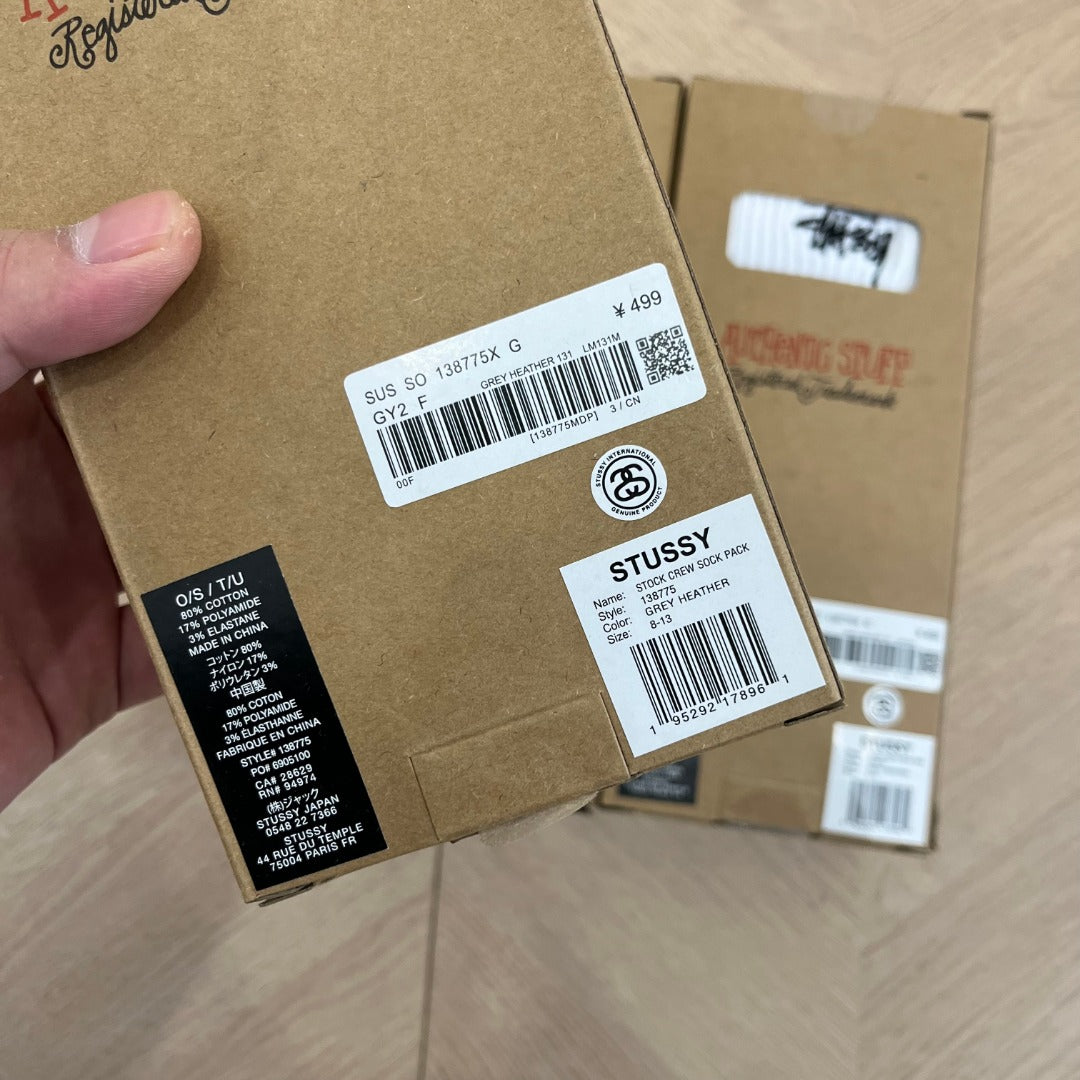 Registered
¥ 499
SUS SO 138775X G
GREY HEATHER 131 LM131M
GY2 F
[138775MDP] 3 / CN
00F
STUSSY INTERNATIONAL
GENUINE PRODUCT
STUSSY
Name: STOCK CREW SOCK PACK
Style: 138775
Color: GREY HEATHER
Size: 8-13
1 95292 17896 1
O/S / T/U
80% COTTON
17% POLYAMIDE
3% ELASTANE
MADE IN CHINA
コットン 80%
ナイロン 17%
ポリウレタン 3%
中国製
80% COTON
17% POLYAMIDE
3% ÉLASTHANNE
FABRIQUE EN CHINA
STYLE# 138775
PO# 6905100
CA# 28629
RN# 94974
(株)ジャック
STUSSY JAPAN
0548 22 7366
STUSSY
44 RUE DU TEMPLE
75004 PARIS FR
Stüssy
AUTHENTIC STUFF
Registered Trademark
STUSSY